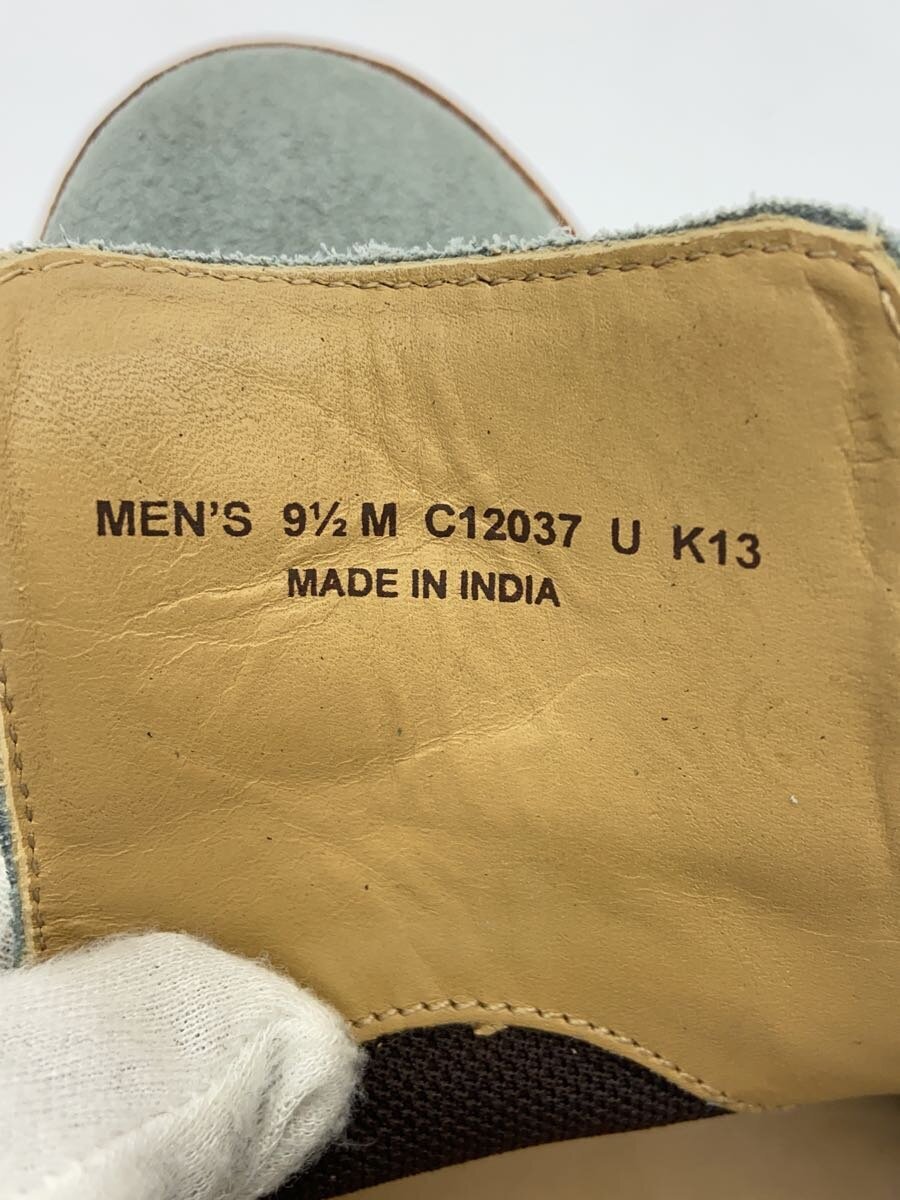 MEN'S 9½ M C12037 U K13
MADE IN INDIA